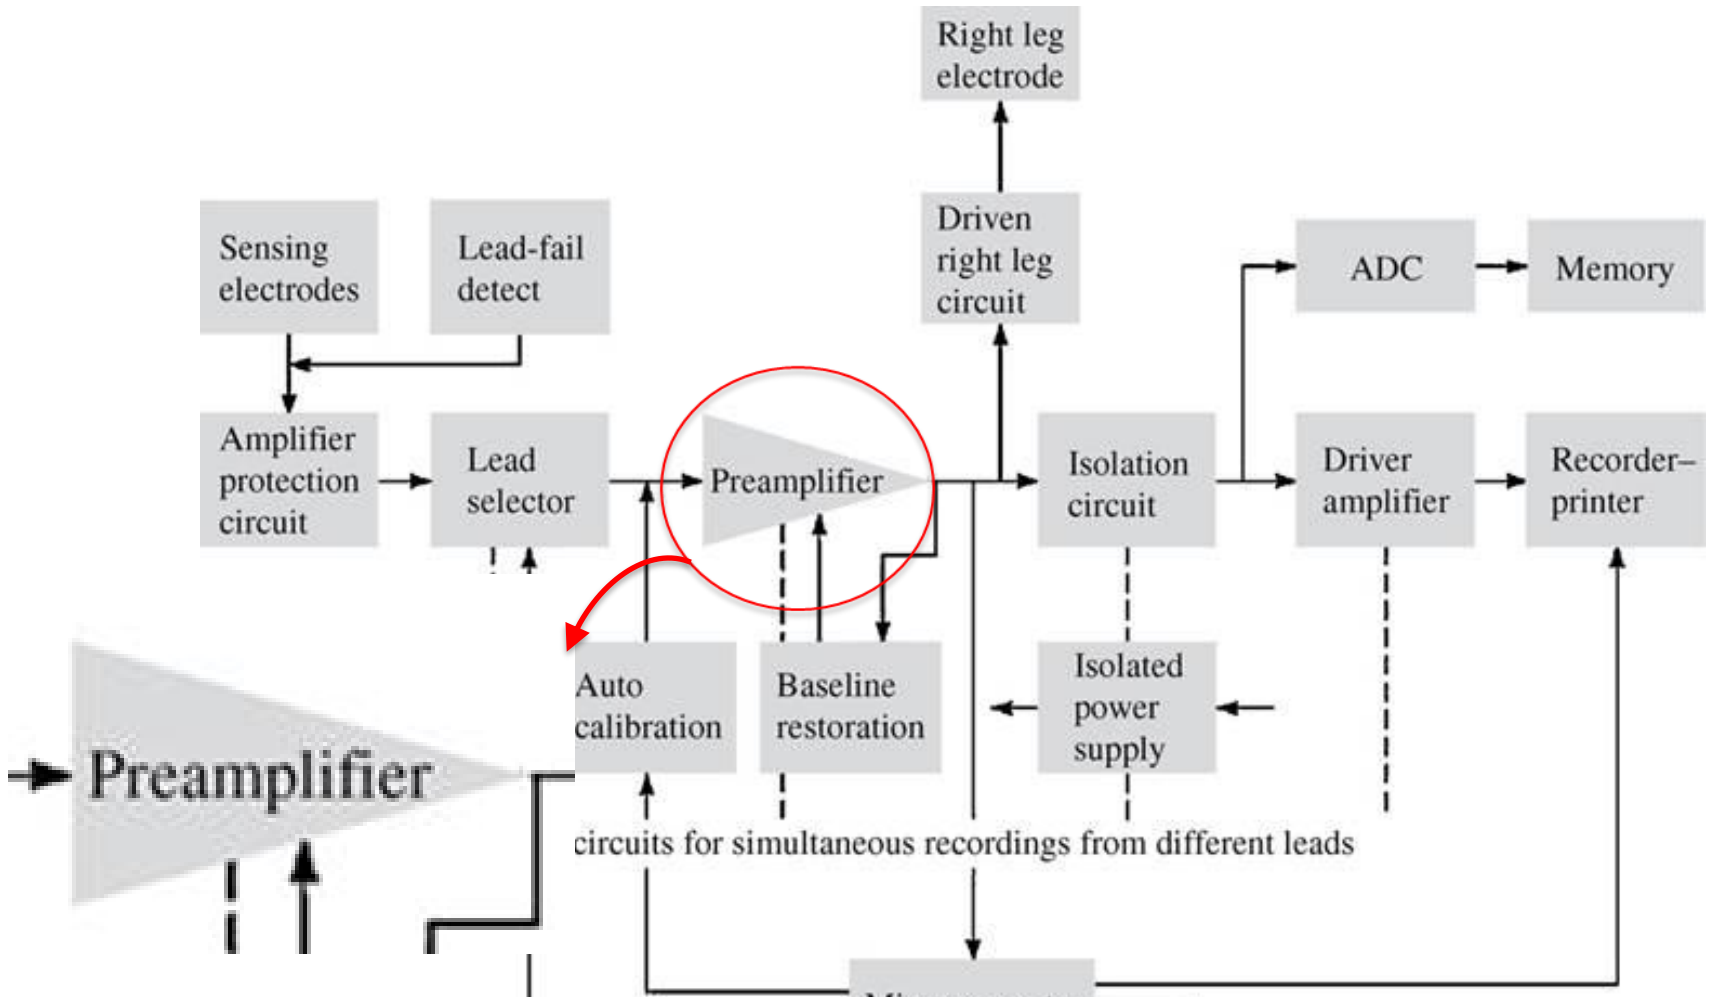 Right leg
electrode
Driven
right leg
circuit
Sensing
electrodes
Lead-fail
detect
ADC
Memory
Amplifier
protection
circuit
Lead
selector
Preamplifier
Isolation
circuit
Driver
amplifier
Recorder–
printer
Auto
calibration
Baseline
restoration
Isolated
power
supply
Preamplifier
circuits for simultaneous recordings from different leads